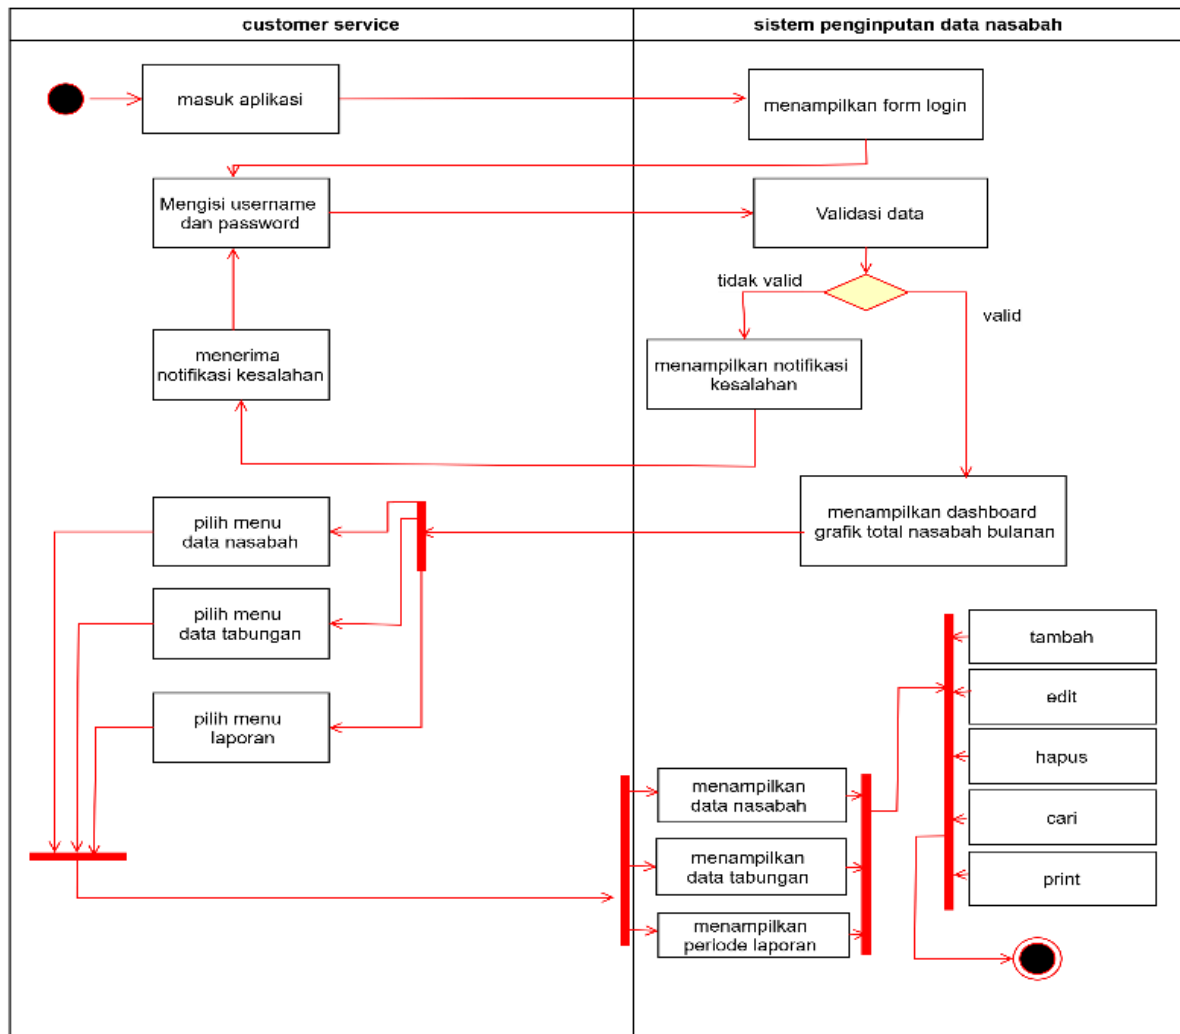 customer service
sistem penginputan data nasabah
masuk aplikasi
menampilkan form login
Mengisi username
dan password
Validasi data
tidak valid
valid
menerima
notifikasi kesalahan
menampilkan notifikasi
kesalahan
pilih menu
data nasabah
menampilkan dashboard
grafik total nasabah bulanan
pilih menu
data tabungan
pilih menu
laporan
tambah
edit
hapus
cari
print
menampilkan
data nasabah
menampilkan
data tabungan
menampilkan
periode laporan